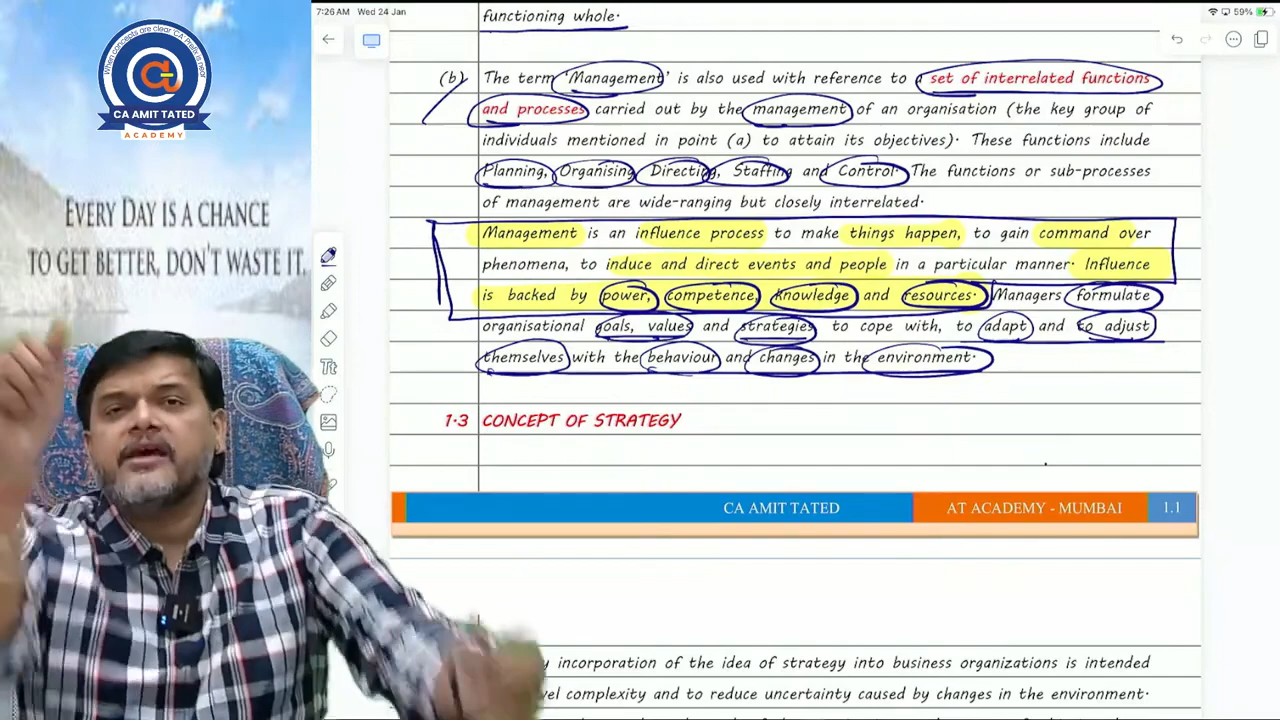 7:26 AM Wed 24 Jan
59%
When concepts are clear 'CA' Prefix is near
CA AMIT TATED
ACADEMY
EVERY DAY IS A CHANCE
TO GET BETTER, DON'T WASTE IT.
functioning whole.
(b) The term 'Management' is also used with reference to a set of interrelated functions
and processes carried out by the management of an organisation (the key group of
individuals mentioned in point (a) to attain its objectives). These functions include
Planning, Organising, Directing, Staffing and Control. The functions or sub-processes
of management are wide-ranging but closely interrelated.
Management is an influence process to make things happen, to gain command over
phenomena, to induce and direct events and people in a particular manner. Influence
is backed by power, competence, knowledge and resources. Managers formulate
organisational goals, values and strategies to cope with, to adapt and to adjust
themselves with the behaviour and changes in the environment.
1.3 CONCEPT OF STRATEGY
CA AMIT TATED AT ACADEMY - MUMBAI 1.1
incorporation of the idea of strategy into business organizations is intended
complexity and to reduce uncertainty caused by changes in the environment.